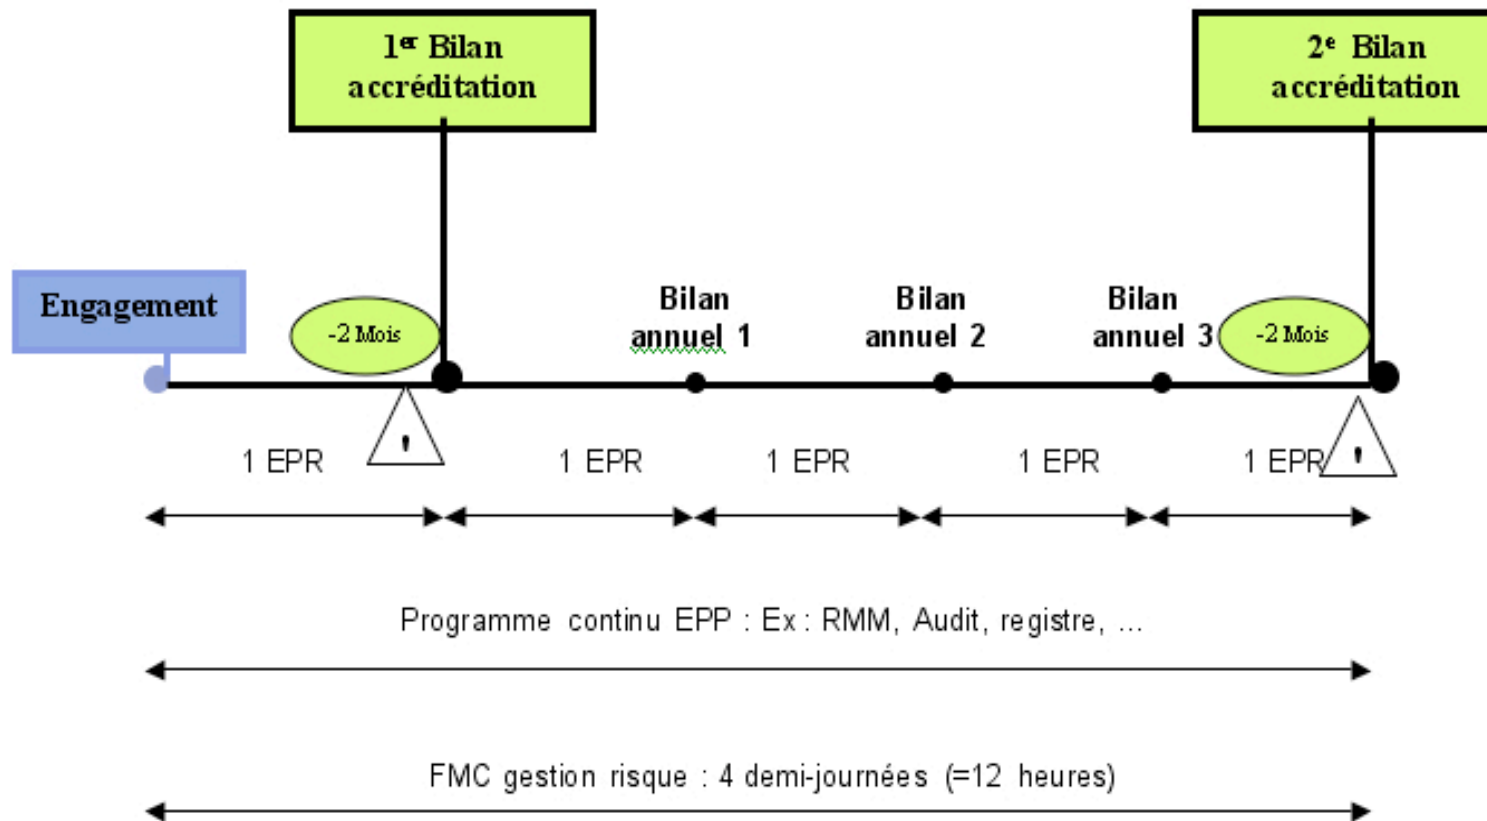 1er Bilan
accréditation
2e Bilan
accréditation
Engagement
-2 Mois
Bilan
annuel 1
Bilan
annuel 2
Bilan
annuel 3
-2 Mois
!
!
1 EPR
1 EPR
1 EPR
1 EPR
1 EPR
Programme continu EPP : Ex : RMM, Audit, registre, ...
FMC gestion risque : 4 demi-journées (=12 heures)